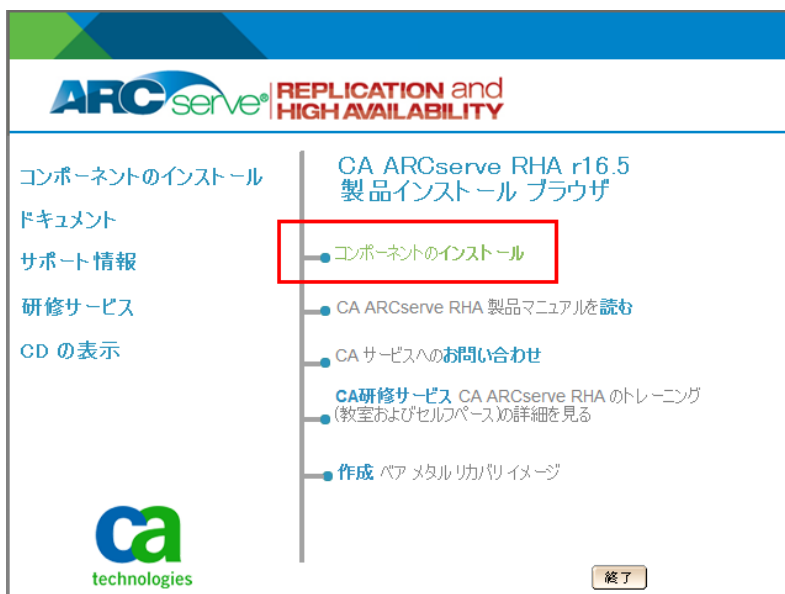 ARCserve® REPLICATION and
HIGH AVAILABILITY
コンポーネントのインストール
ドキュメント
サポート情報
研修サービス
CD の表示
CA ARCserve RHA r16.5
製品インストール ブラウザ
コンポーネントのインストール
CA ARCserve RHA 製品マニュアルを読む
CA サービスへのお問い合わせ
CA研修サービス CA ARCserve RHA のトレーニング
(教室およびセルフペース)の詳細を見る
作成 ベア メタル リカバリ イメージ
ca
technologies
終了